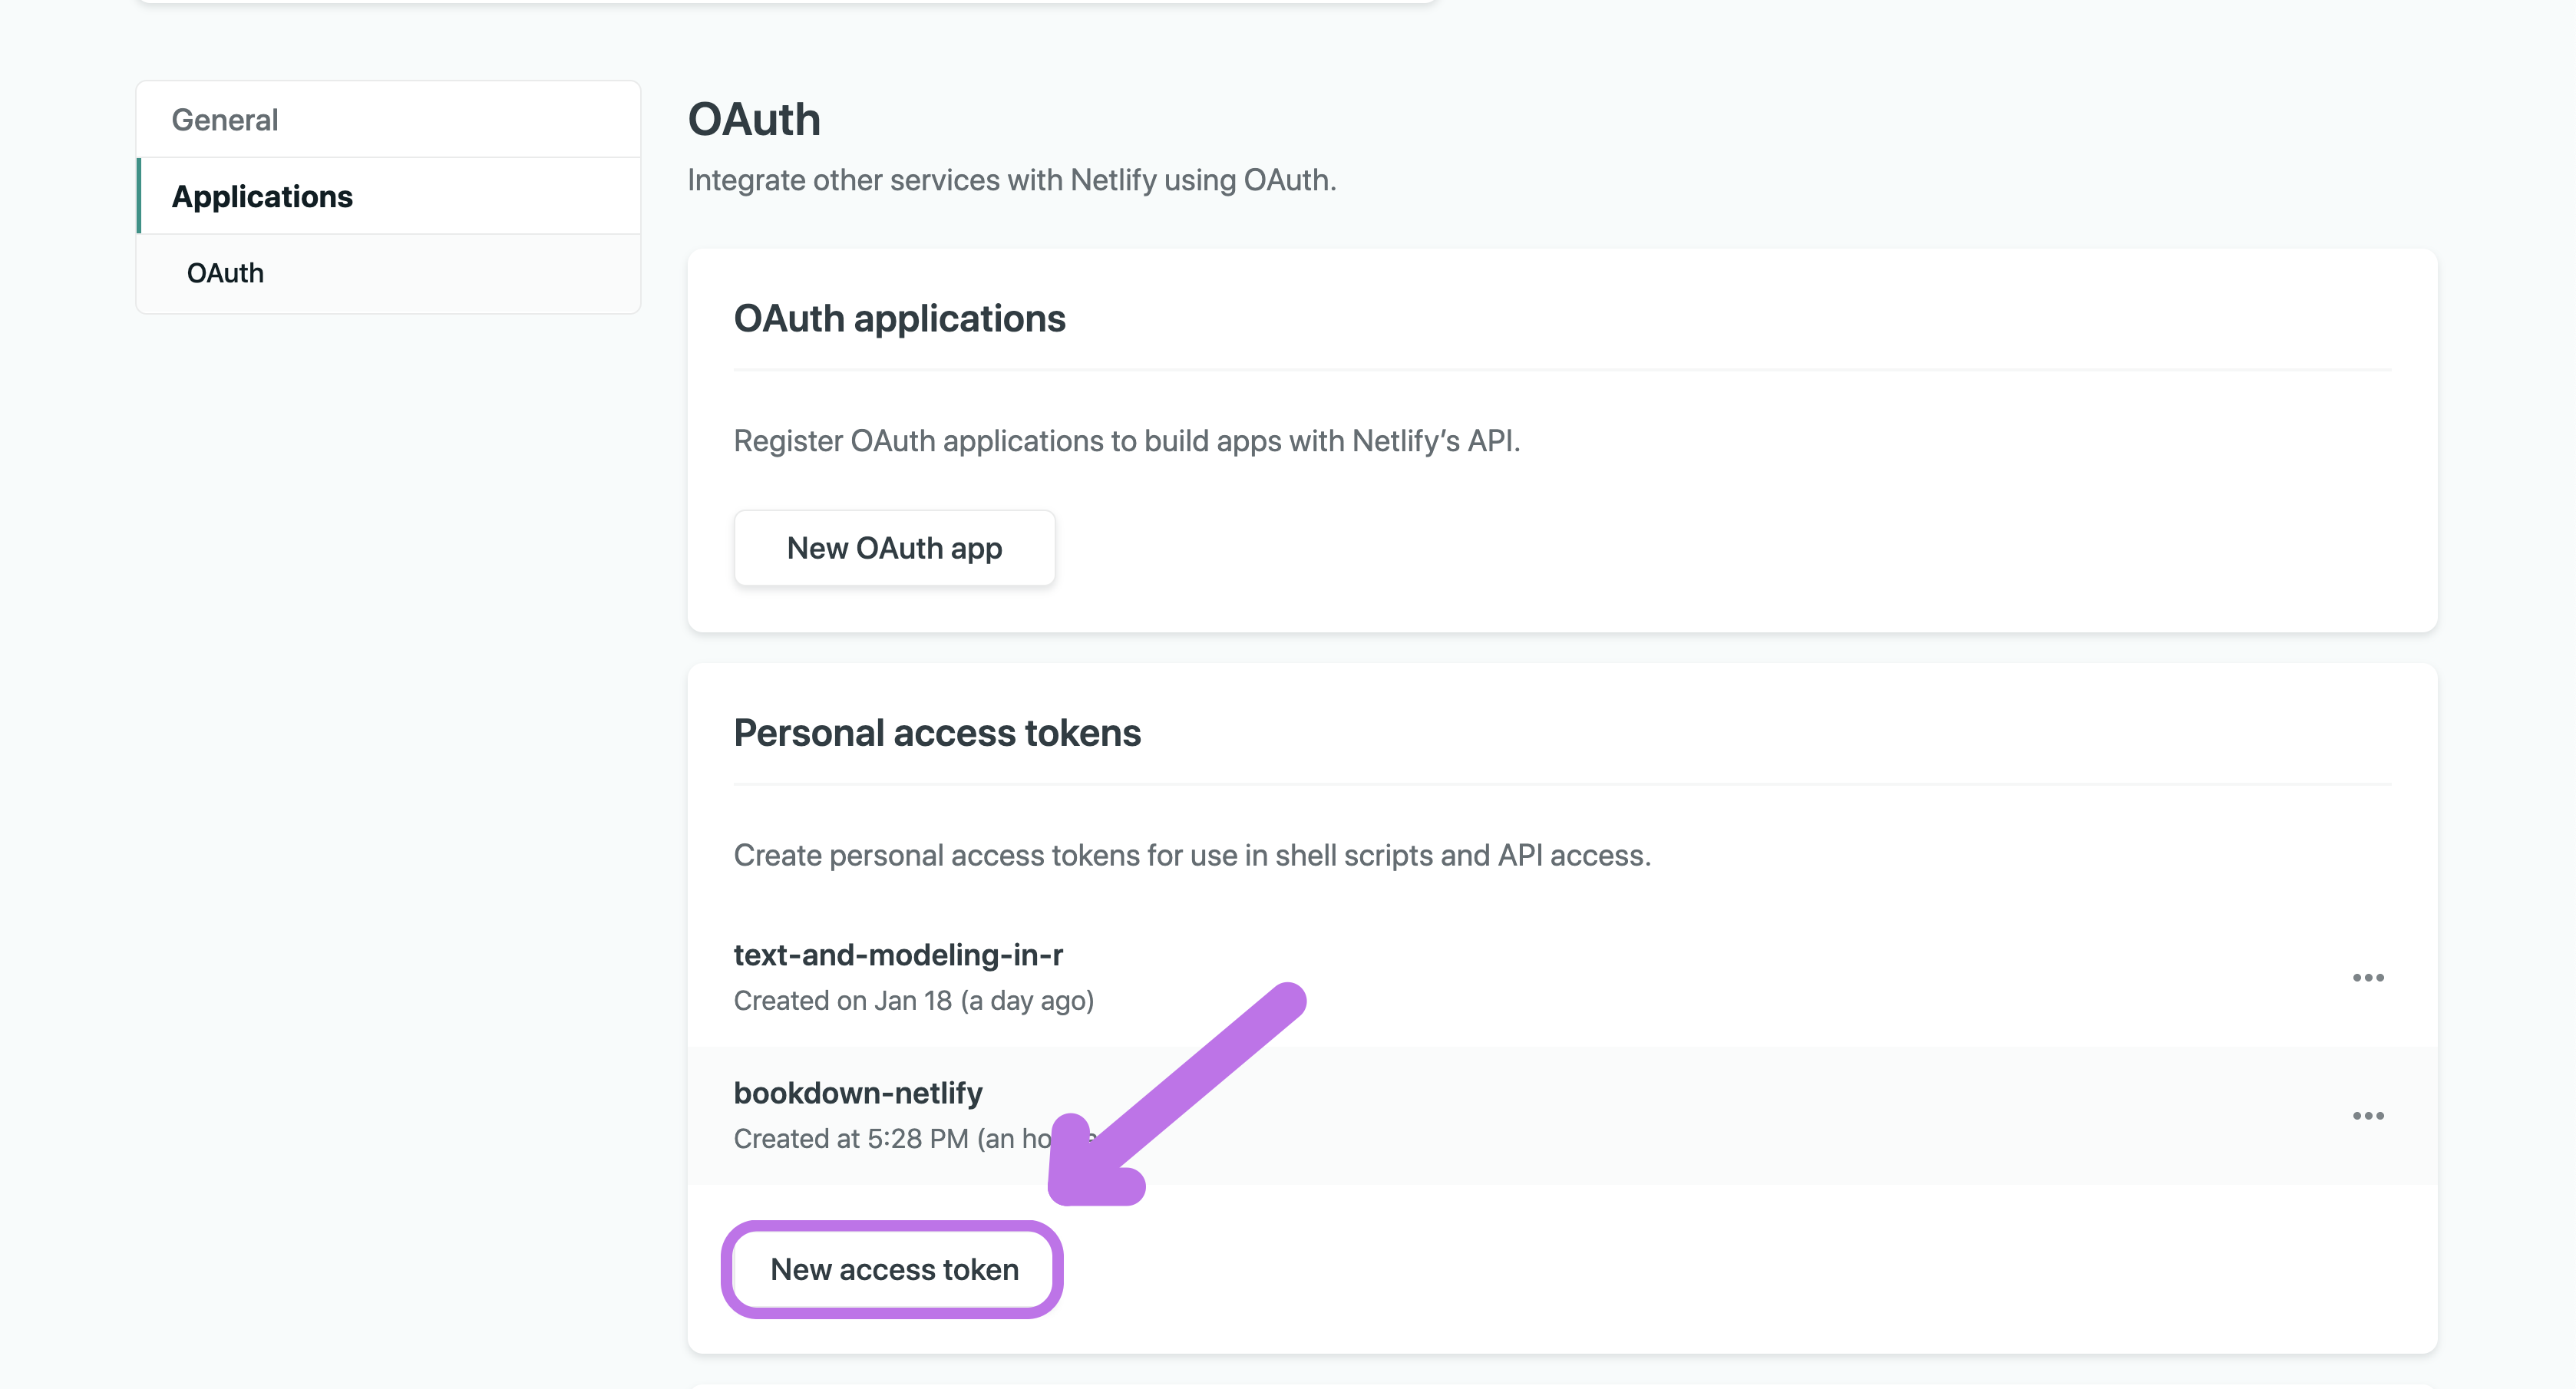 General
Applications
OAuth
OAuth
Integrate other services with Netlify using OAuth.
OAuth applications
Register OAuth applications to build apps with Netlify’s API.
New OAuth app
Personal access tokens
Create personal access tokens for use in shell scripts and API access.
text-and-modeling-in-r
Created on Jan 18 (a day ago)
bookdown-netlify
Created at 5:28 PM (an
New access token